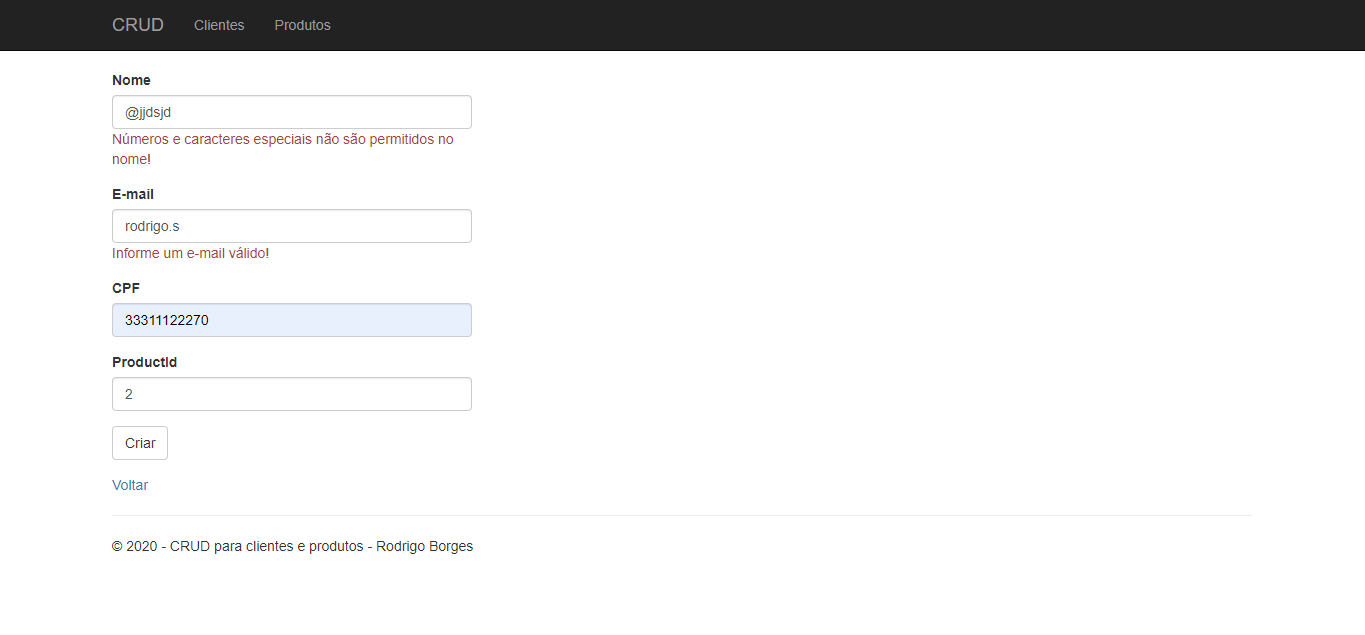 CRUD Clientes Produtos
Nome
@jjdsjd
Números e caracteres especiais não são permitidos no
nome!
E-mail
rodrigo.s
Informe um e-mail válido!
CPF
33311122270
ProductId
2
Criar
Voltar
© 2020 - CRUD para clientes e produtos - Rodrigo Borges